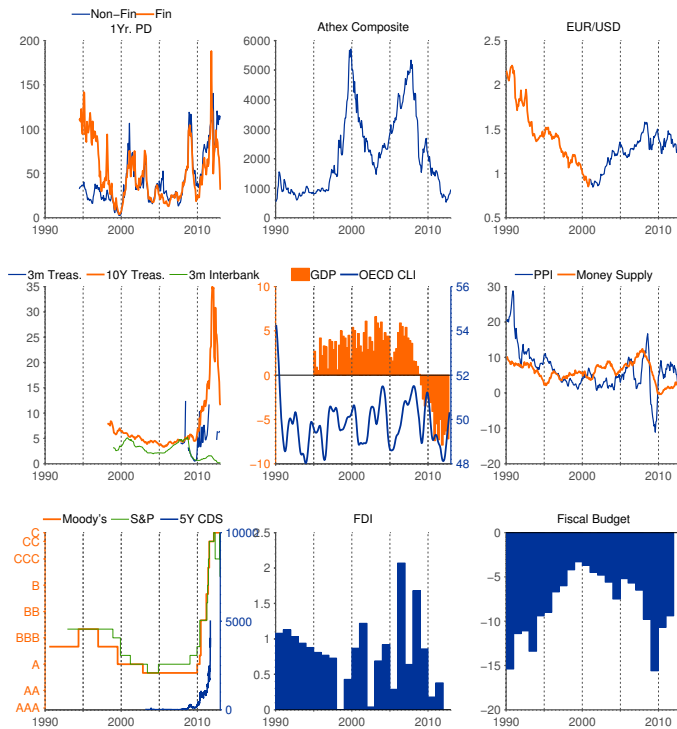 Non-Fin Fin
1Yr. PD
200
150
100
50
0
1990 2000 2010
Athex Composite
6000
5000
4000
3000
2000
1000
0
1990 2000 2010
EUR/USD
2.5
2
1.5
1
0.5
1990 2000 2010
3m Treas. 10Y Treas. 3m Interbank
35
30
25
20
15
10
5
0
1990 2000 2010
GDP OECD CLI
10 56
5 54
0 52
−5 50
−10 48
1990 2000 2010
PPI Money Supply
30
20
10
0
−10
−20
1990 2000 2010
Moody's S&P 5Y CDS
C 10000
CC
CCC
B
BB 5000
BBB
A
AA
AAA 0
1990 2000 2010
FDI
2.5
2
1.5
1
0.5
0
1990 2000 2010
Fiscal Budget
0
−5
−10
−15
−20
1990 2000 2010